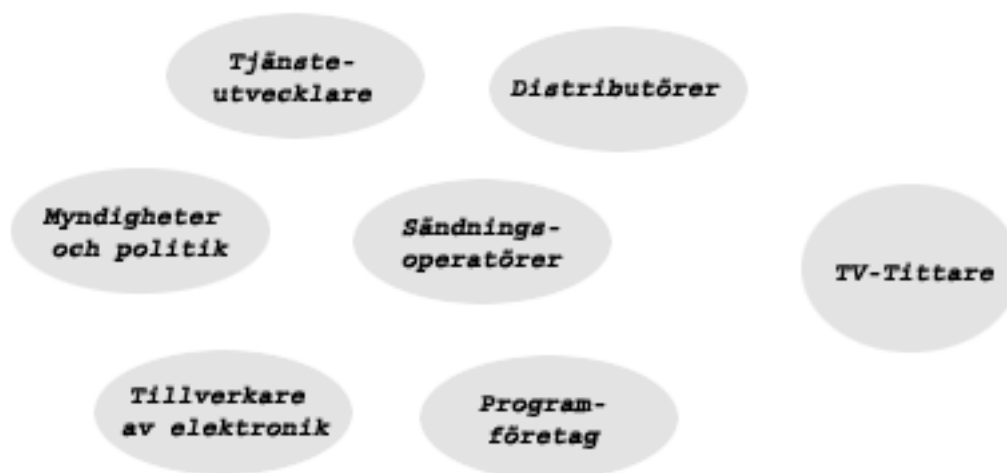 Tjänste-
utvecklare
Distributörer
Myndigheter
och politik
Sändnings-
operatörer
TV-Tittare
Tillverkare
av elektronik
Program-
företag